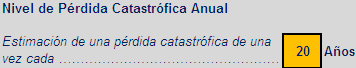 Nivel de Pérdida Catastrófica Anual
Estimación de una pérdida catastrófica de una
vez cada ………………………………………… 20 Años